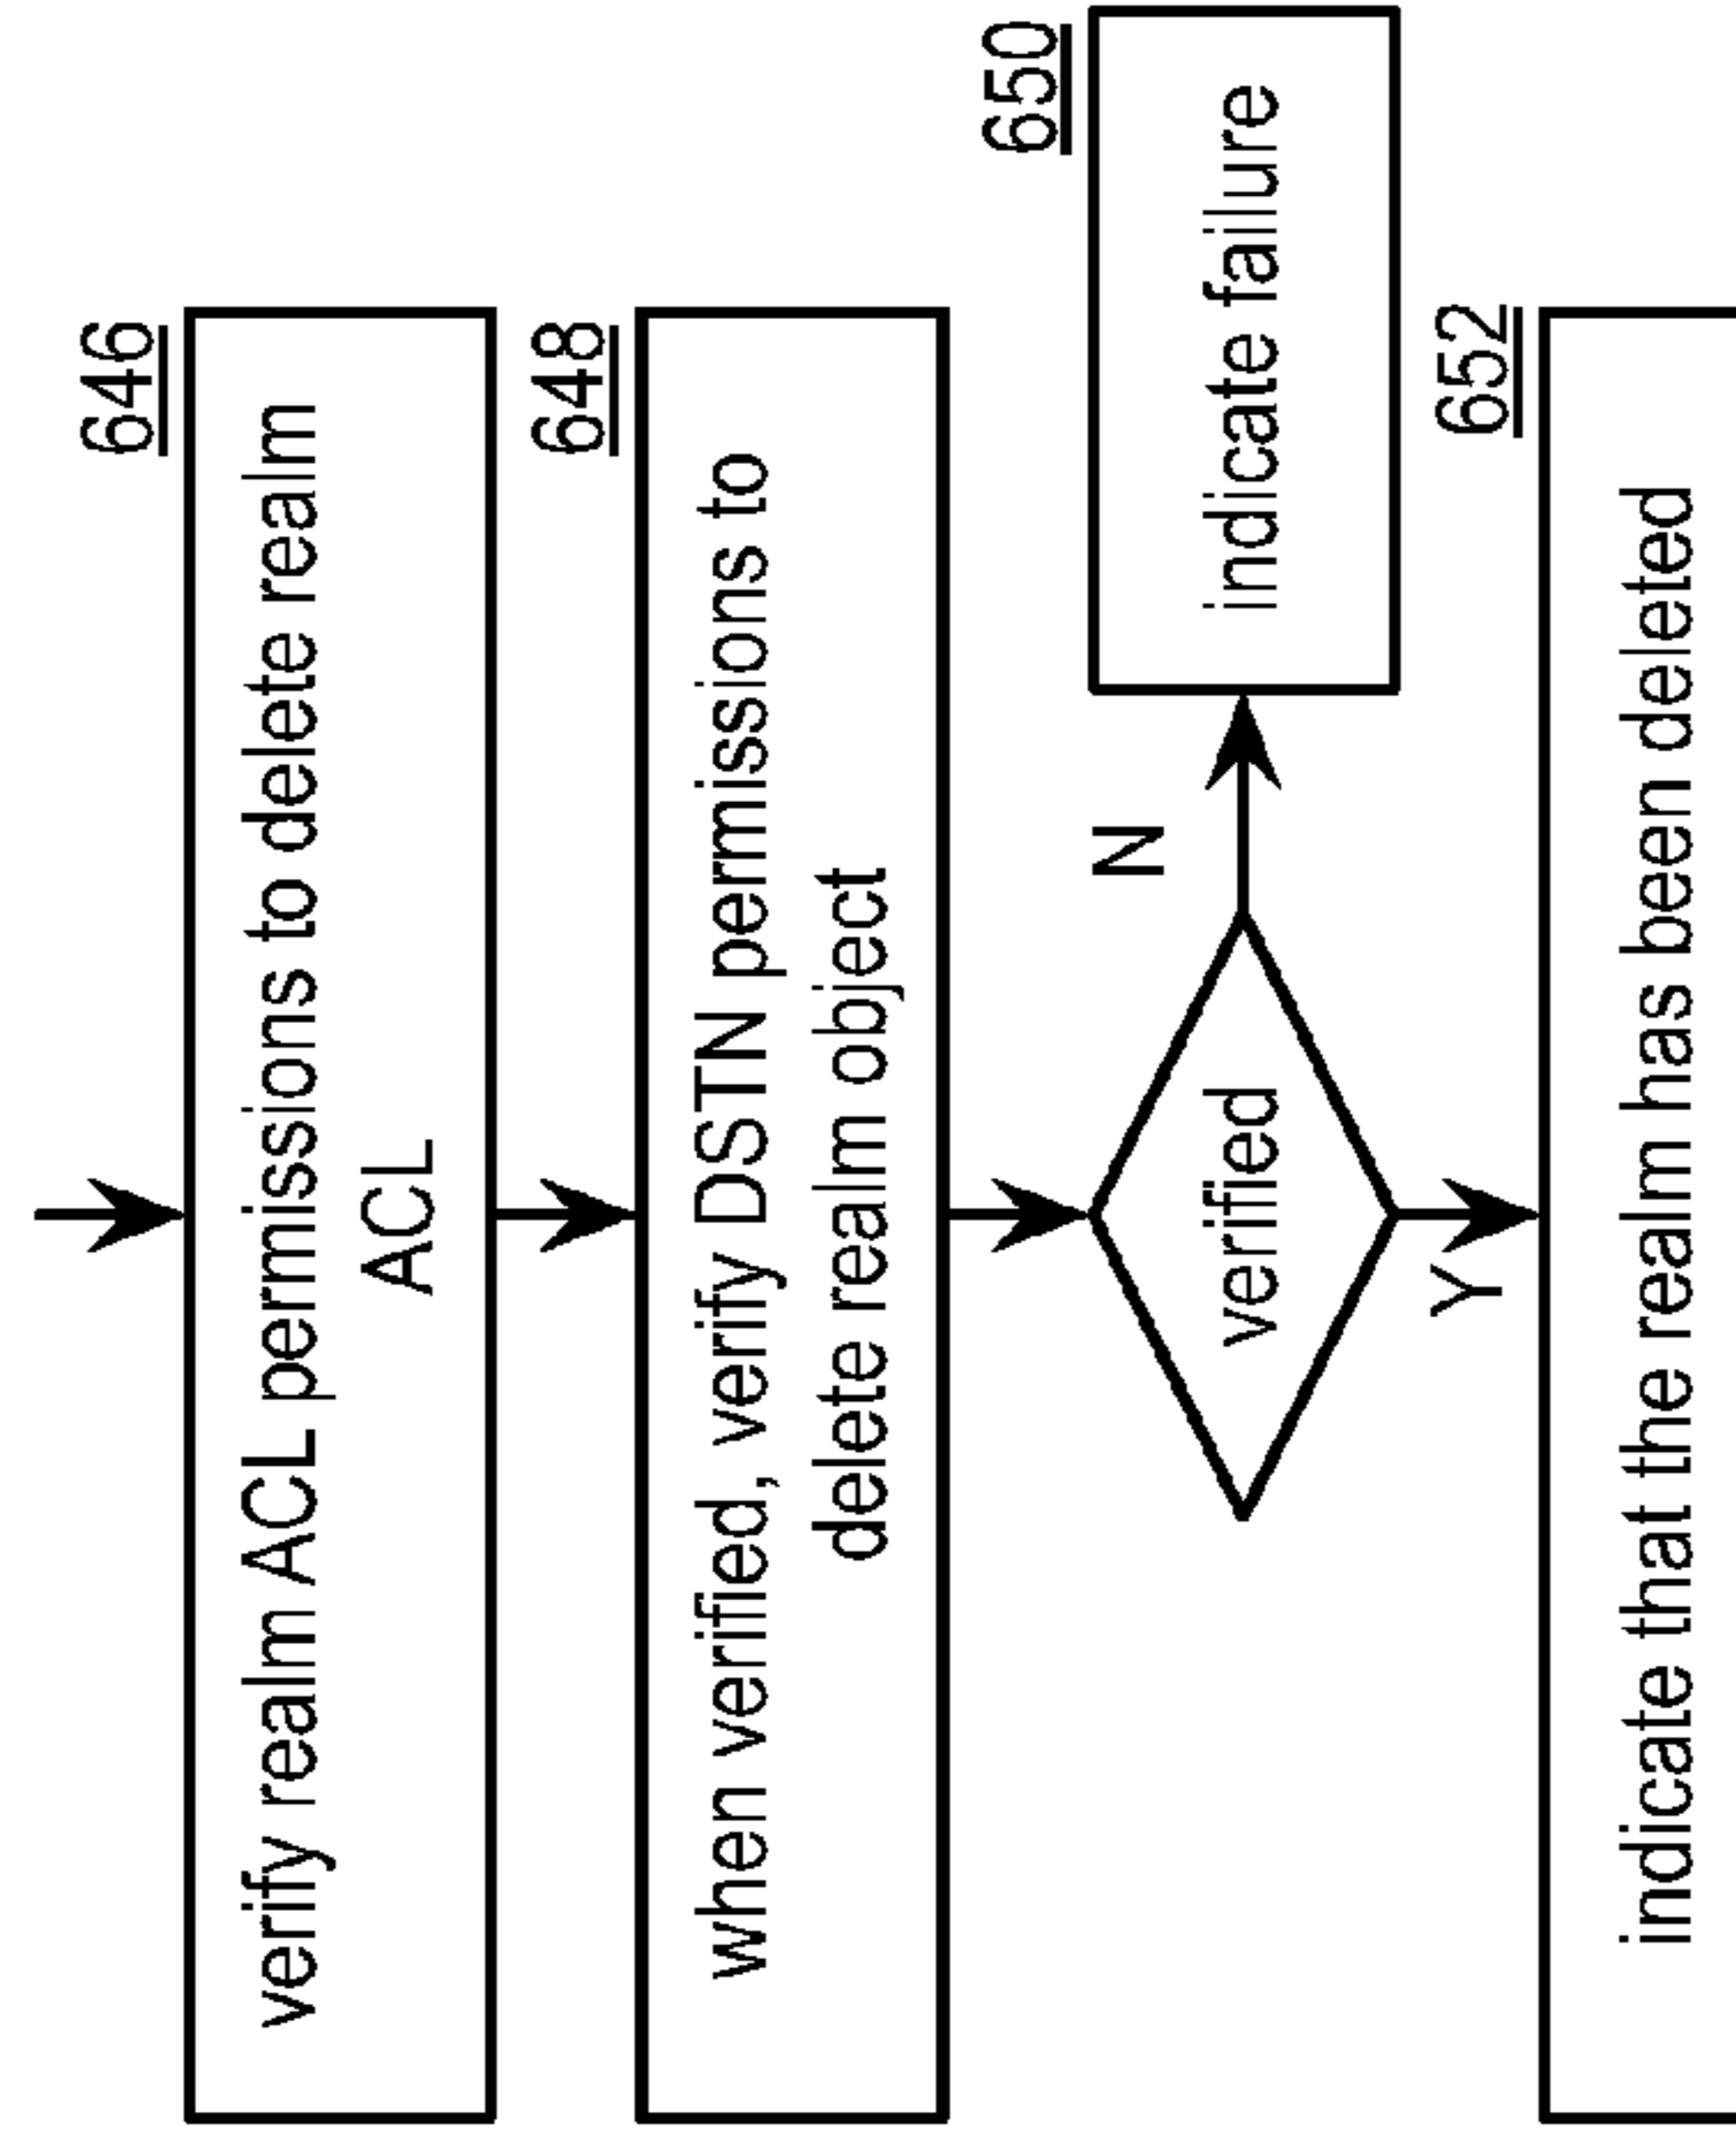 646
verify realm ACL permissions to delete realm
ACL
648
when verified, verify DSTN permissions to
delete realm object
650
verified
N
indicate failure
Y
652
indicate that the realm has been deleted